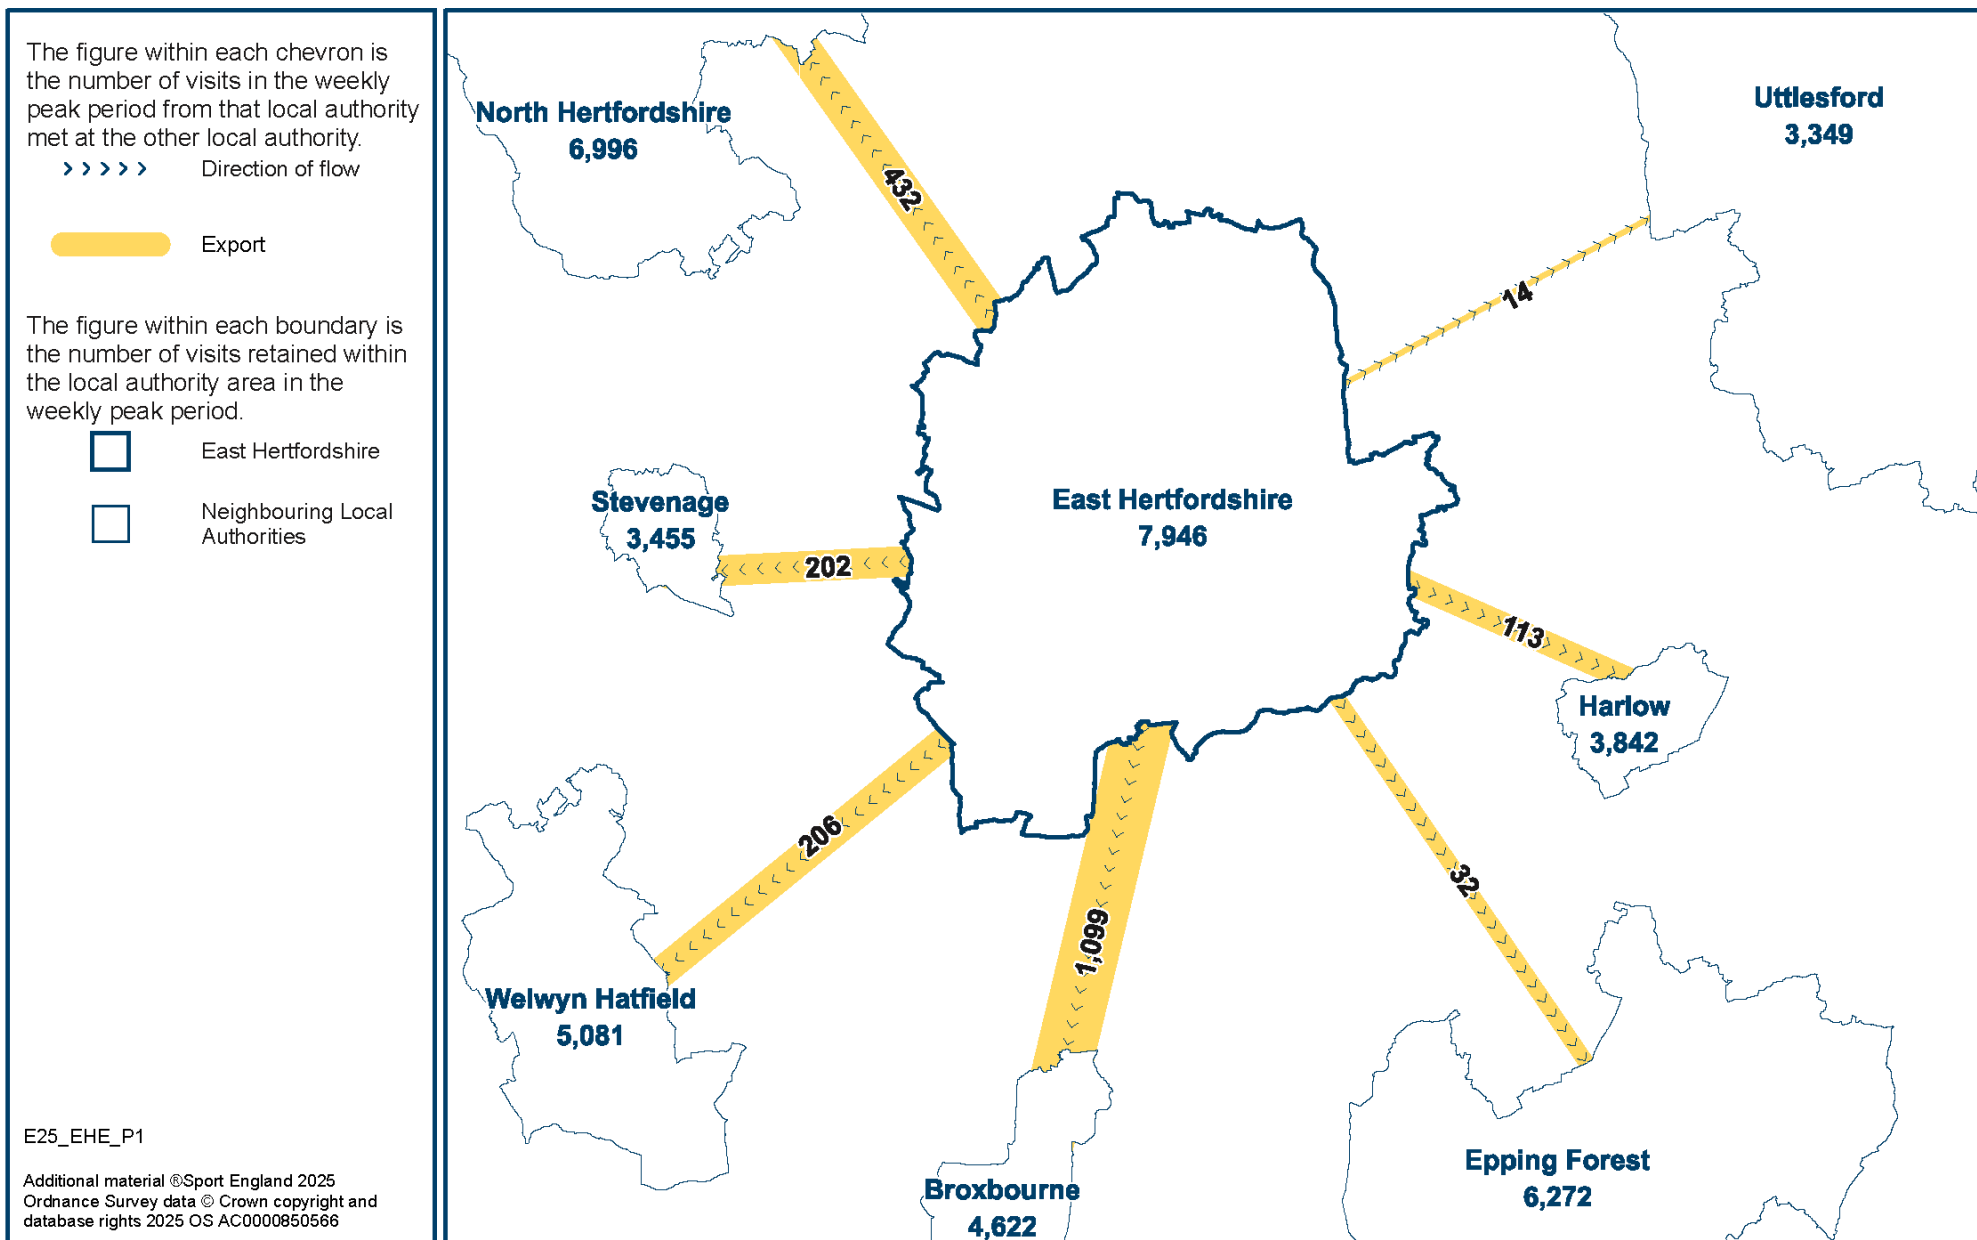 The figure within each chevron is
the number of visits in the weekly
peak period from that local authority
met at the other local authority.
Direction of flow
Export
The figure within each boundary is
the number of visits retained within
the local authority area in the
weekly peak period.
East Hertfordshire
Neighbouring Local
Authorities
E25_EHE_P1
Additional material ®Sport England 2025
Ordnance Survey data © Crown copyright and
database rights 2025 OS AC0000850566
North Hertfordshire
6,996
Uttlesford
3,349
432
14
Stevenage
3,455
202
East Hertfordshire
7,946
113
Harlow
3,842
206
32
1,099
Welwyn Hatfield
5,081
Broxbourne
4,622
Epping Forest
6,272